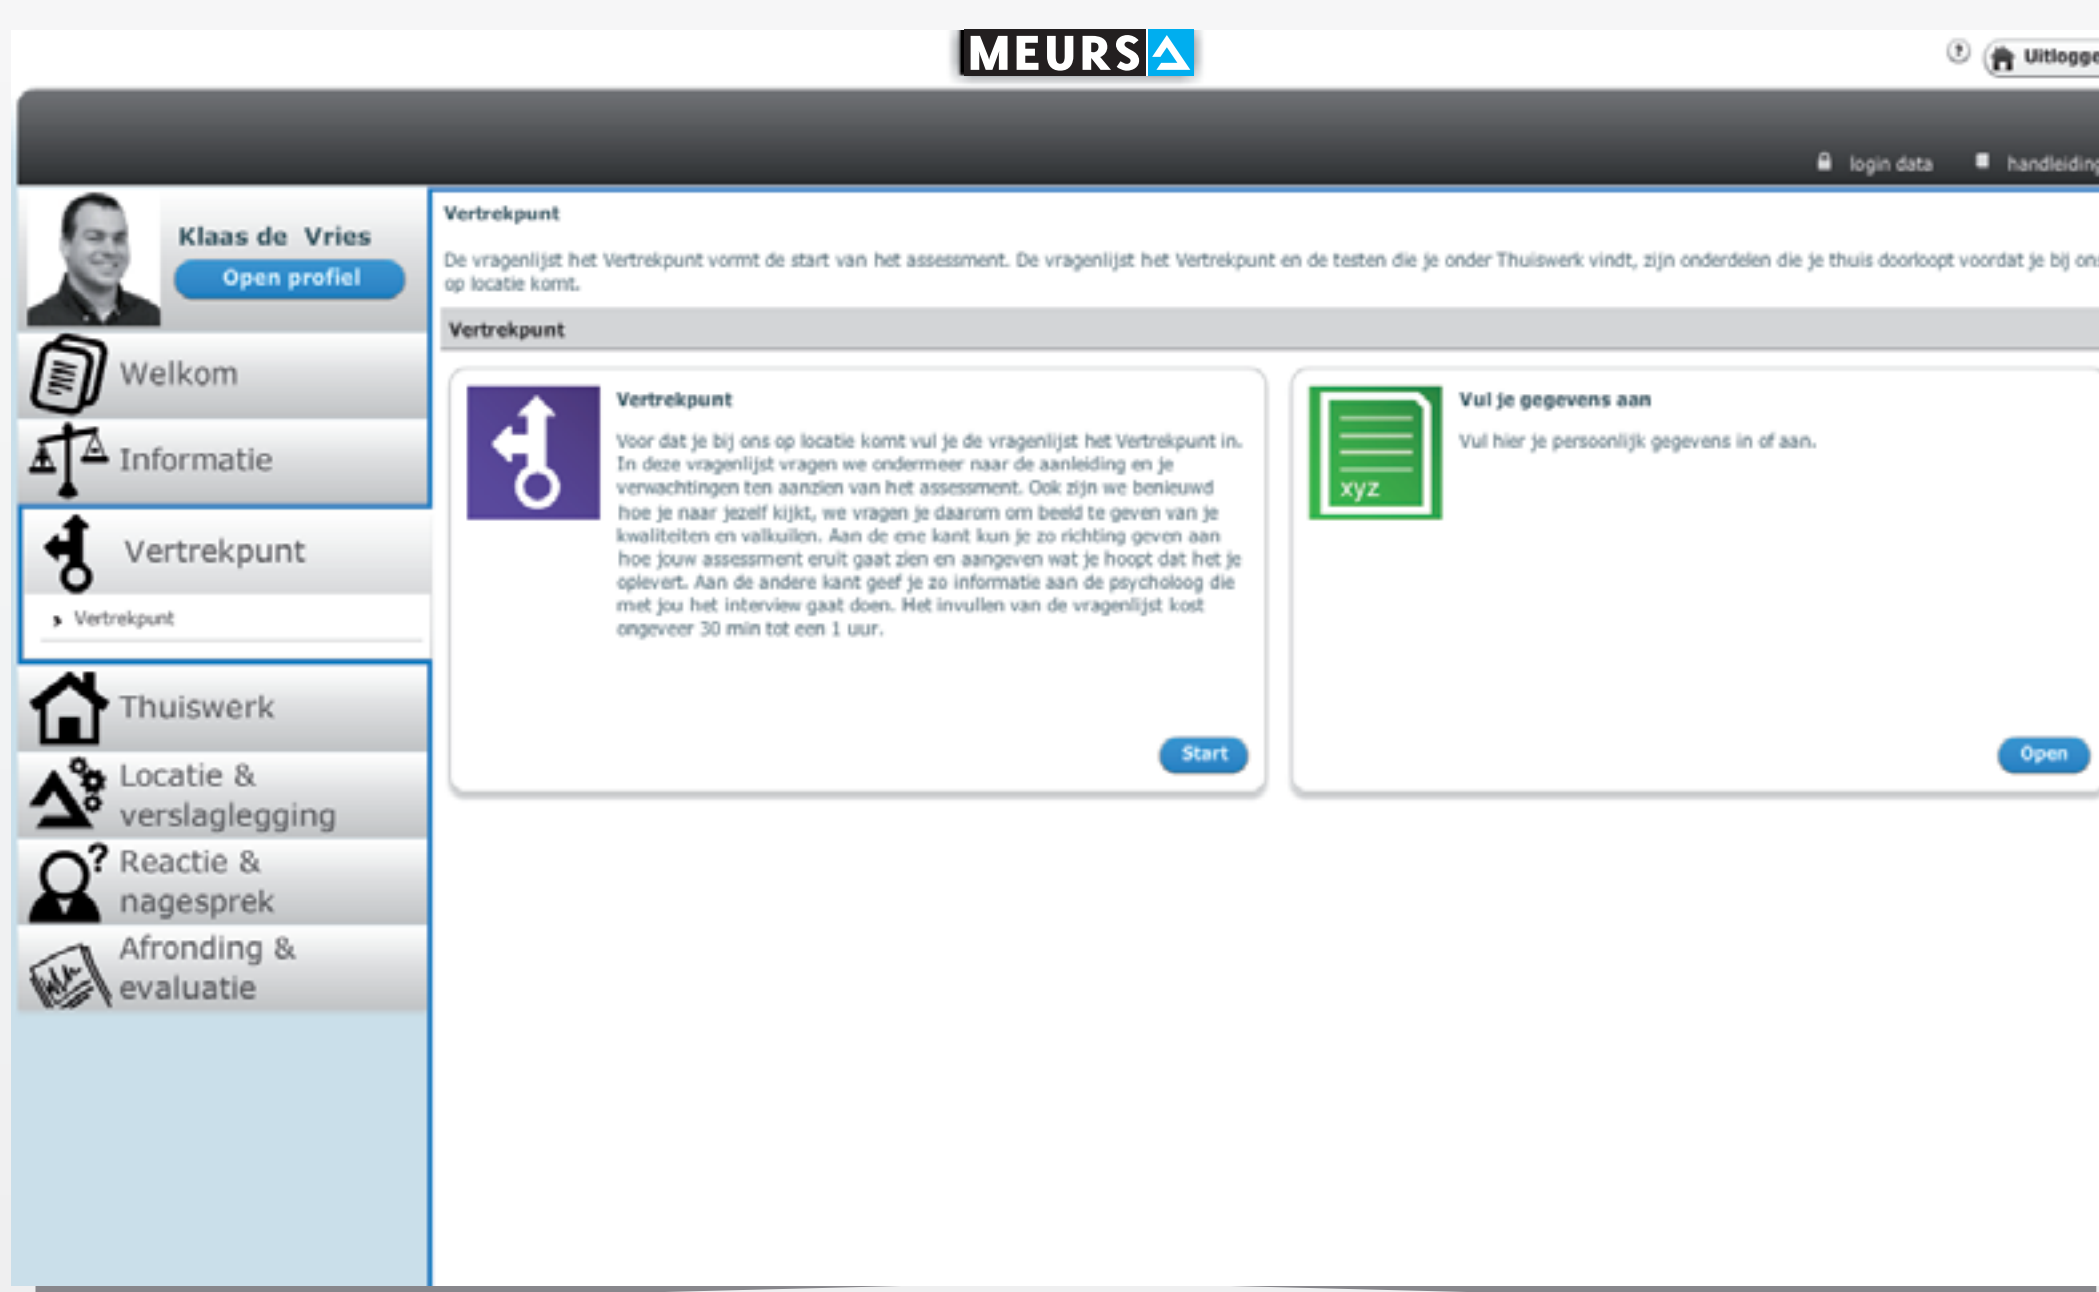 MEURS
Uitlogge
login data
handleiding
Klaas de Vries
Open profiel
Welkom
Informatie
Vertrekpunt
Vertrekpunt
Thuiswerk
Locatie &
verslaglegging
Reactie &
nagesprek
Afronding &
evaluatie
Vertrekpunt
De vragenlijst het Vertrekpunt vormt de start van het assessment. De vragenlijst het Vertrekpunt en de testen die je onder Thuiswerk vindt, zijn onderdelen die je thuis doorloopt voordat je bij ons
op locatie komt.
Vertrekpunt
Vertrekpunt
Voor dat je bij ons op locatie komt vul je de vragenlijst het Vertrekpunt in.
In deze vragenlijst vragen we ondermeer naar de aanleiding en je
verwachtingen ten aanzien van het assessment. Ook zijn we benieuwd
hoe je naar jezelf kijkt, we vragen je daarom om beeld te geven van je
kwaliteiten en valkuilen. Aan de ene kant kun je zo richting geven aan
hoe jouw assessment eruit gaat zien en aangeven wat je hoopt dat het je
oplevert. Aan de andere kant geef je zo informatie aan de psycholoog die
met jou het interview gaat doen. Het invullen van de vragenlijst kost
ongeveer 30 min tot een 1 uur.
Start
xyz
Vul je gegevens aan
Vul hier je persoonlijk gegevens in of aan.
Open